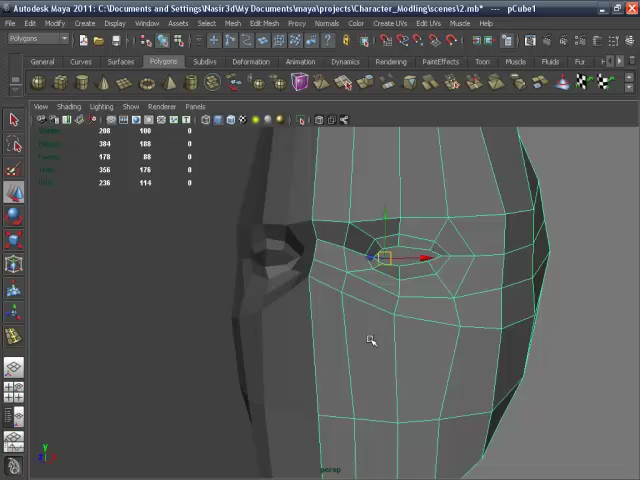 Autodesk Maya 2011: C:\Documents and Settings\Nasir3d\My Documents\maya\projects\Character_Modling\scenes\2.mb* --- pCube1
File Edit Modify Create Display Window Assets Select Mesh Edit Mesh Proxy Normals Color Create UVs Edit UVs Muscle Help
Polygons
General Curves Surfaces Polygons Subdivs Deformation Animation Dynamics Rendering PaintEffects Toon Muscle Fluids Fur
View Shading Lighting Show Renderer Panels
208 100 0
384 188 0
178 88 0
356 176 0
236 114 0
y
persp